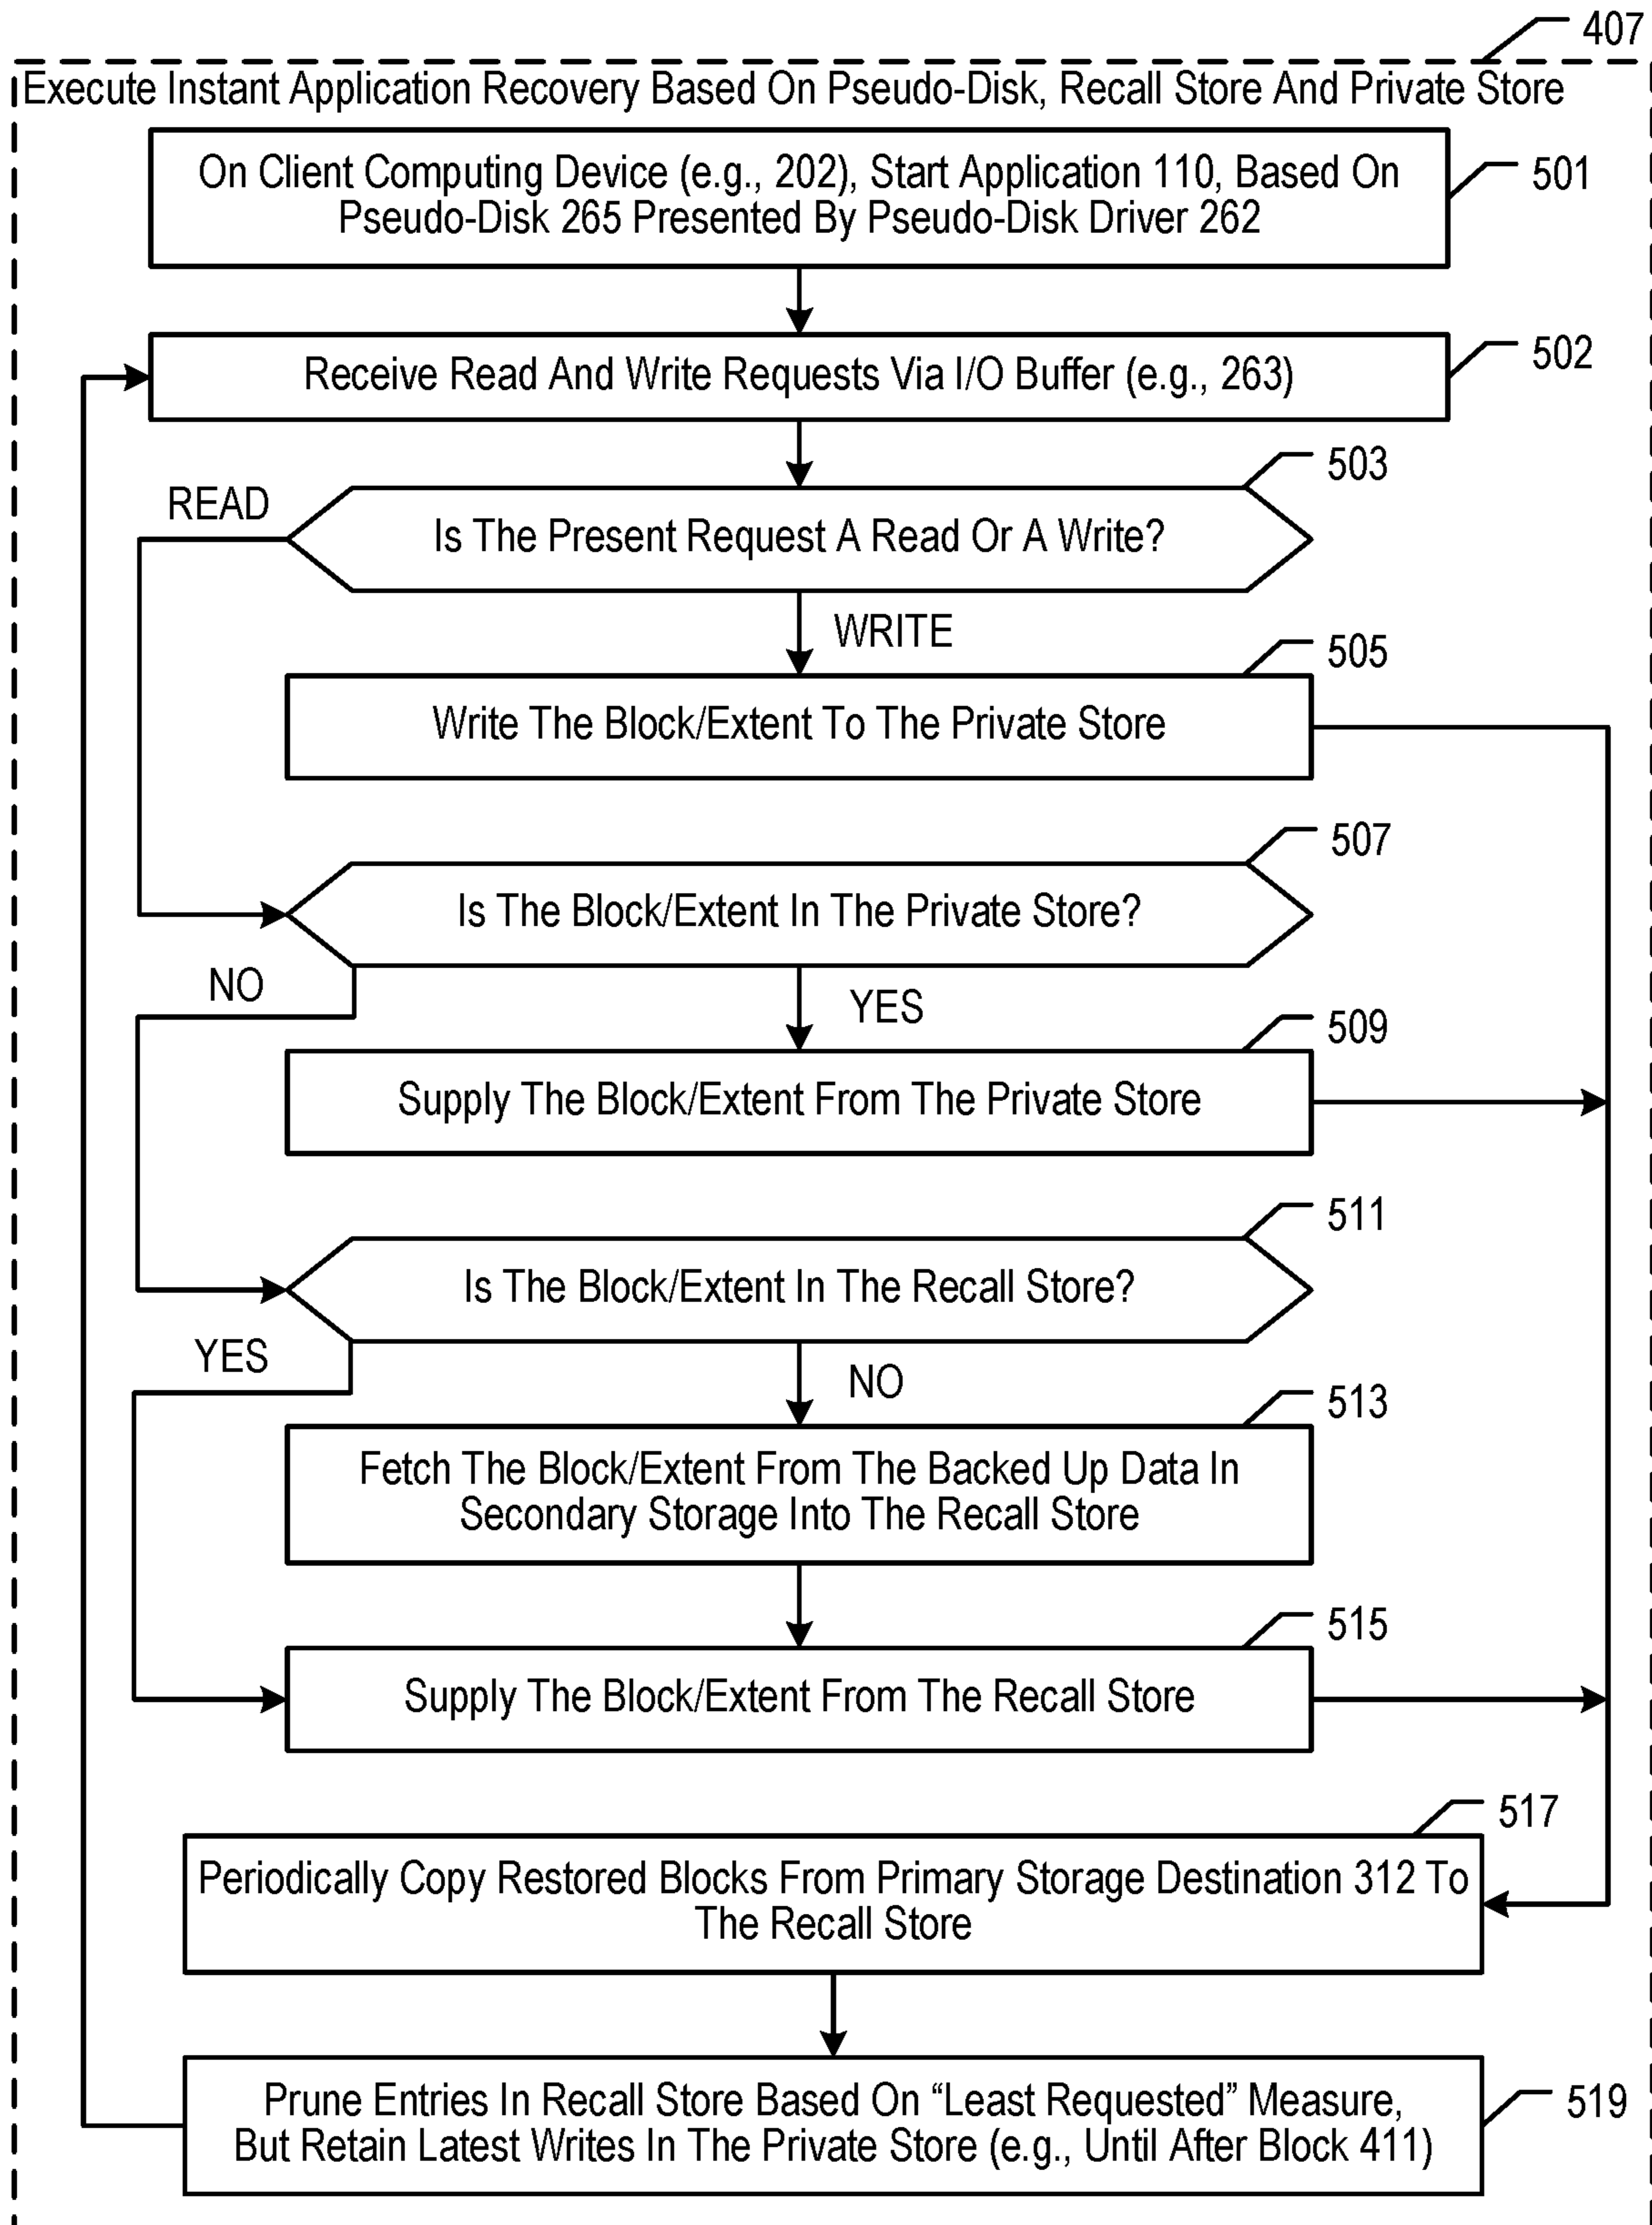 407
Execute Instant Application Recovery Based On Pseudo-Disk, Recall Store And Private Store
On Client Computing Device (e.g., 202), Start Application 110, Based On
Pseudo-Disk 265 Presented By Pseudo-Disk Driver 262
501
Receive Read And Write Requests Via I/O Buffer (e.g., 263)
502
503
READ
Is The Present Request A Read Or A Write?
WRITE
505
Write The Block/Extent To The Private Store
507
Is The Block/Extent In The Private Store?
NO
YES
509
Supply The Block/Extent From The Private Store
511
Is The Block/Extent In The Recall Store?
YES
NO
513
Fetch The Block/Extent From The Backed Up Data In
Secondary Storage Into The Recall Store
515
Supply The Block/Extent From The Recall Store
517
Periodically Copy Restored Blocks From Primary Storage Destination 312 To
The Recall Store
Prune Entries In Recall Store Based On “Least Requested” Measure,
But Retain Latest Writes In The Private Store (e.g., Until After Block 411)
519